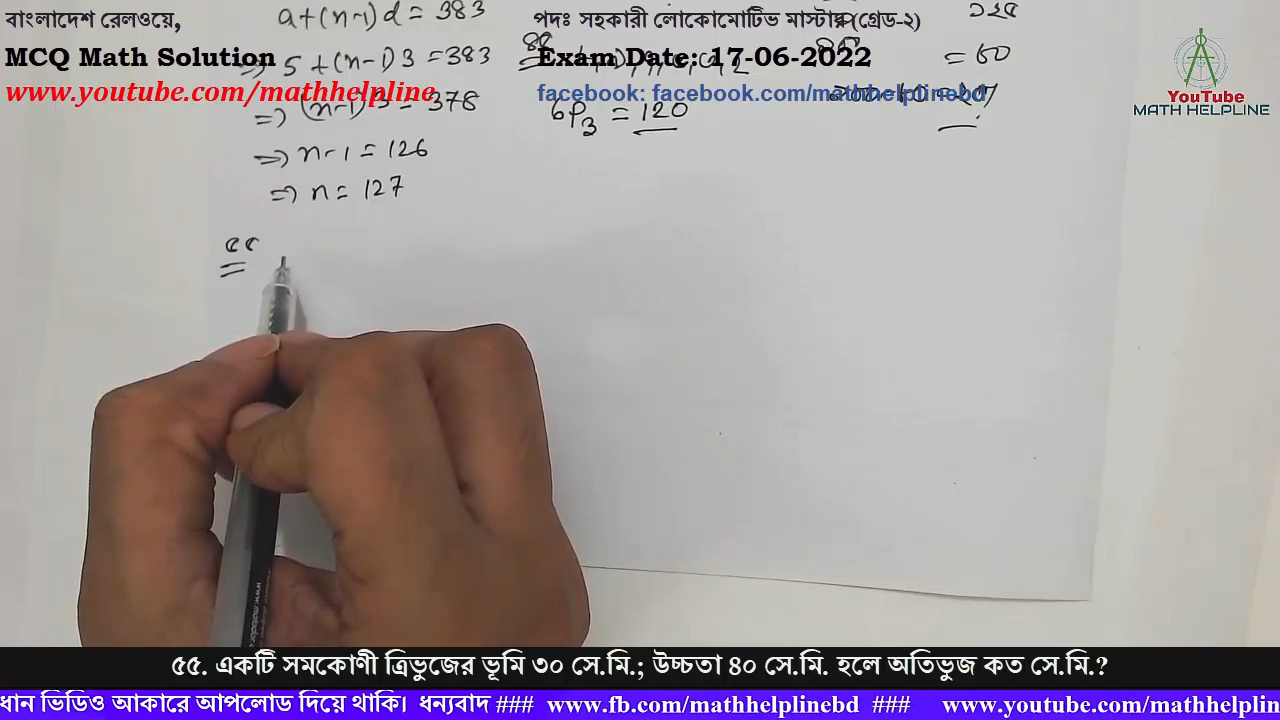 বাংলাদেশ রেলওয়ে,
পদঃ সহকারী লোকোমোটিভ মাস্টার (গ্রেড-২)
MCQ Math Solution
Exam Date: 17-06-2022
www.youtube.com/mathhelpline
facebook: facebook.com/mathhelplinebd
YouTube
MATH HELPLINE
a+(n-1)d = 383
=> 5+(n-1)3 = 383
=> (n-1)3 = 378
=> n-1 = 126
=> n = 127
6P3 = 120
= 60
৫৫
৫৫. একটি সমকোণী ত্রিভুজের ভূমি ৩০ সে.মি.; উচ্চতা ৪০ সে.মি. হলে অতিভুজ কত সে.মি.?
ধান ভিডিও আকারে আপলোড দিয়ে থাকি। ধন্যবাদ ### www.fb.com/mathhelplinebd ### www.youtube.com/mathhelplin